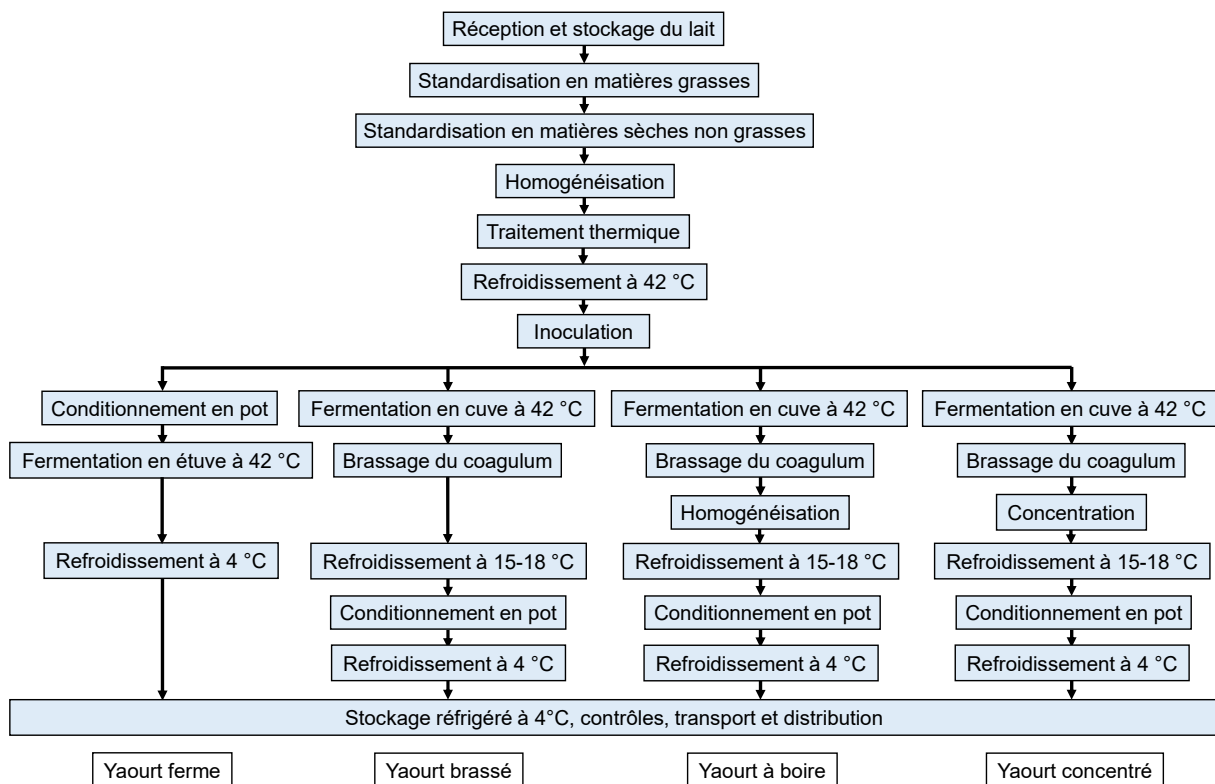 Réception et stockage du lait
Standardisation en matières grasses
Standardisation en matières sèches non grasses
Homogénéisation
Traitement thermique
Refroidissement à 42 °C
Inoculation
Conditionnement en pot
Fermentation en cuve à 42 °C
Fermentation en cuve à 42 °C
Fermentation en cuve à 42 °C
Fermentation en étuve à 42 °C
Brassage du coagulum
Brassage du coagulum
Brassage du coagulum
Homogénéisation
Concentration
Refroidissement à 4 °C
Refroidissement à 15-18 °C
Refroidissement à 15-18 °C
Refroidissement à 15-18 °C
Conditionnement en pot
Conditionnement en pot
Conditionnement en pot
Refroidissement à 4 °C
Refroidissement à 4 °C
Refroidissement à 4 °C
Stockage réfrigéré à 4°C, contrôles, transport et distribution
Yaourt ferme
Yaourt brassé
Yaourt à boire
Yaourt concentré